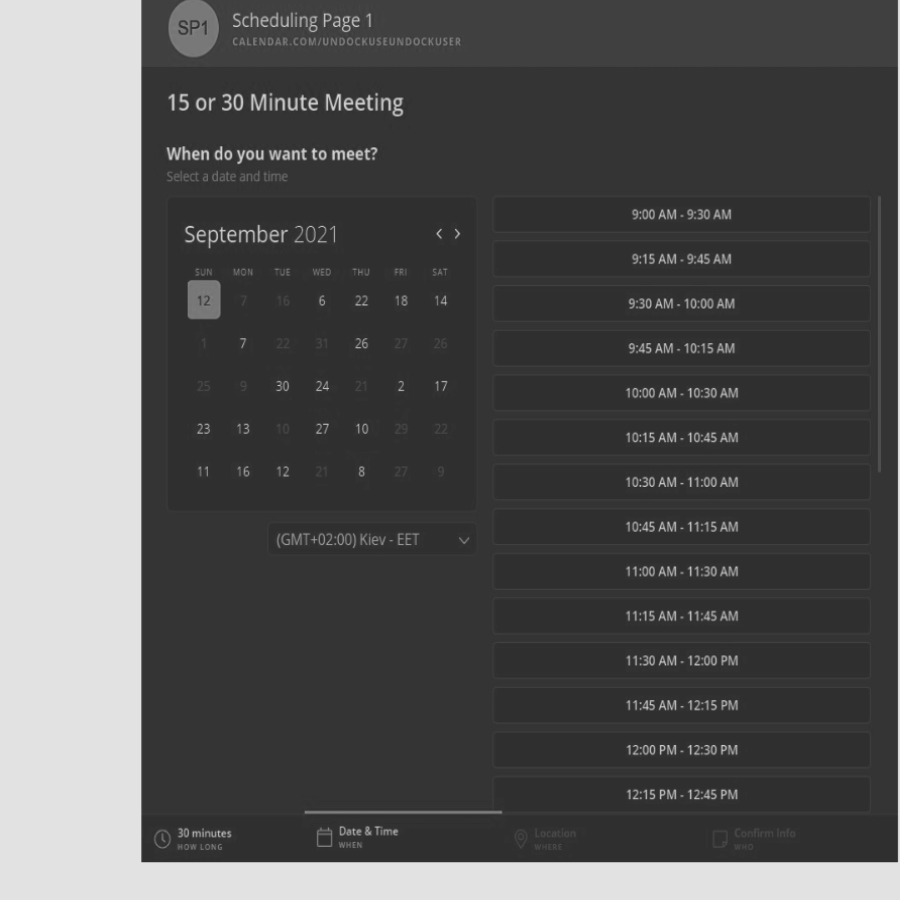 SP1
Scheduling Page 1
CALENDAR.COM/UNDOCKUSEUNDOCKUSER
15 or 30 Minute Meeting
When do you want to meet?
Select a date and time
September 2021
SUN MON TUE WED THU FRI SAT
12 7 16 6 22 18 14
1 7 22 31 26 27 26
25 9 30 24 21 2 17
23 13 10 27 10 29 22
11 16 12 21 8 27 9
(GMT+02:00) Kiev - EET
9:00 AM - 9:30 AM
9:15 AM - 9:45 AM
9:30 AM - 10:00 AM
9:45 AM - 10:15 AM
10:00 AM - 10:30 AM
10:15 AM - 10:45 AM
10:30 AM - 11:00 AM
10:45 AM - 11:15 AM
11:00 AM - 11:30 AM
11:15 AM - 11:45 AM
11:30 AM - 12:00 PM
11:45 AM - 12:15 PM
12:00 PM - 12:30 PM
12:15 PM - 12:45 PM
30 minutes
HOW LONG
Date & Time
WHEN
Location
WHERE
Confirm Info
WHO